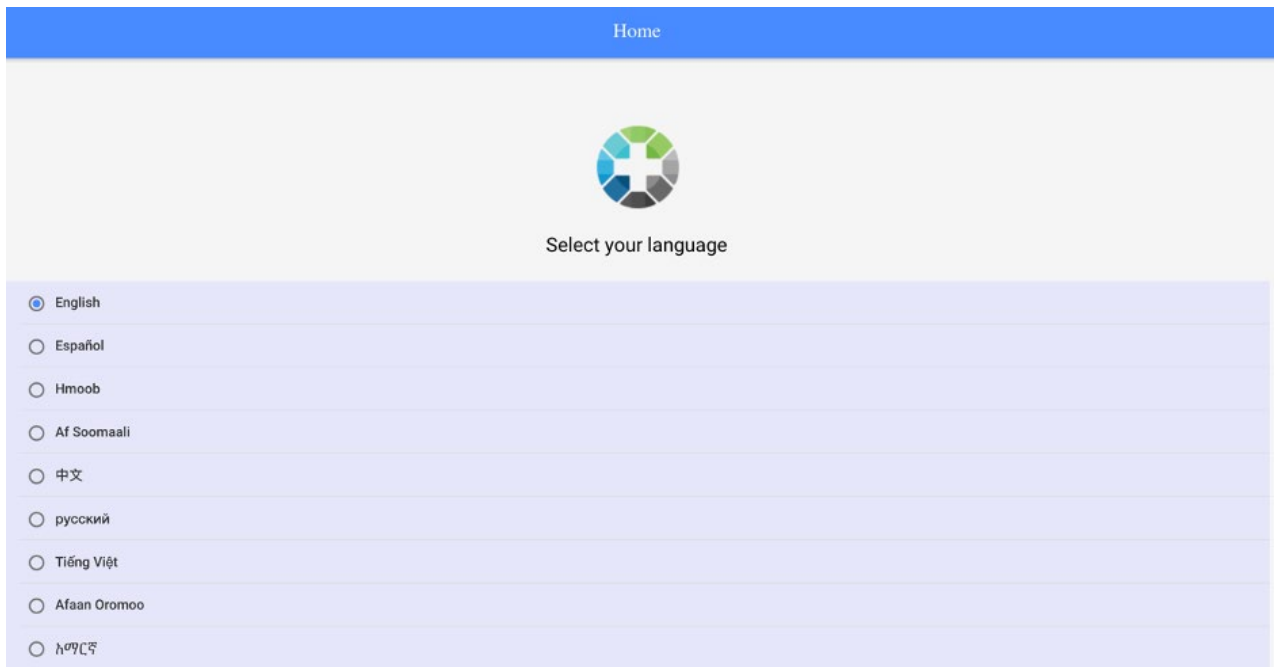 Home
Select your language
English
Español
Hmoob
Af Soomaali
中文
русский
Tiếng Việt
Afaan Oromoo
አማርኛ